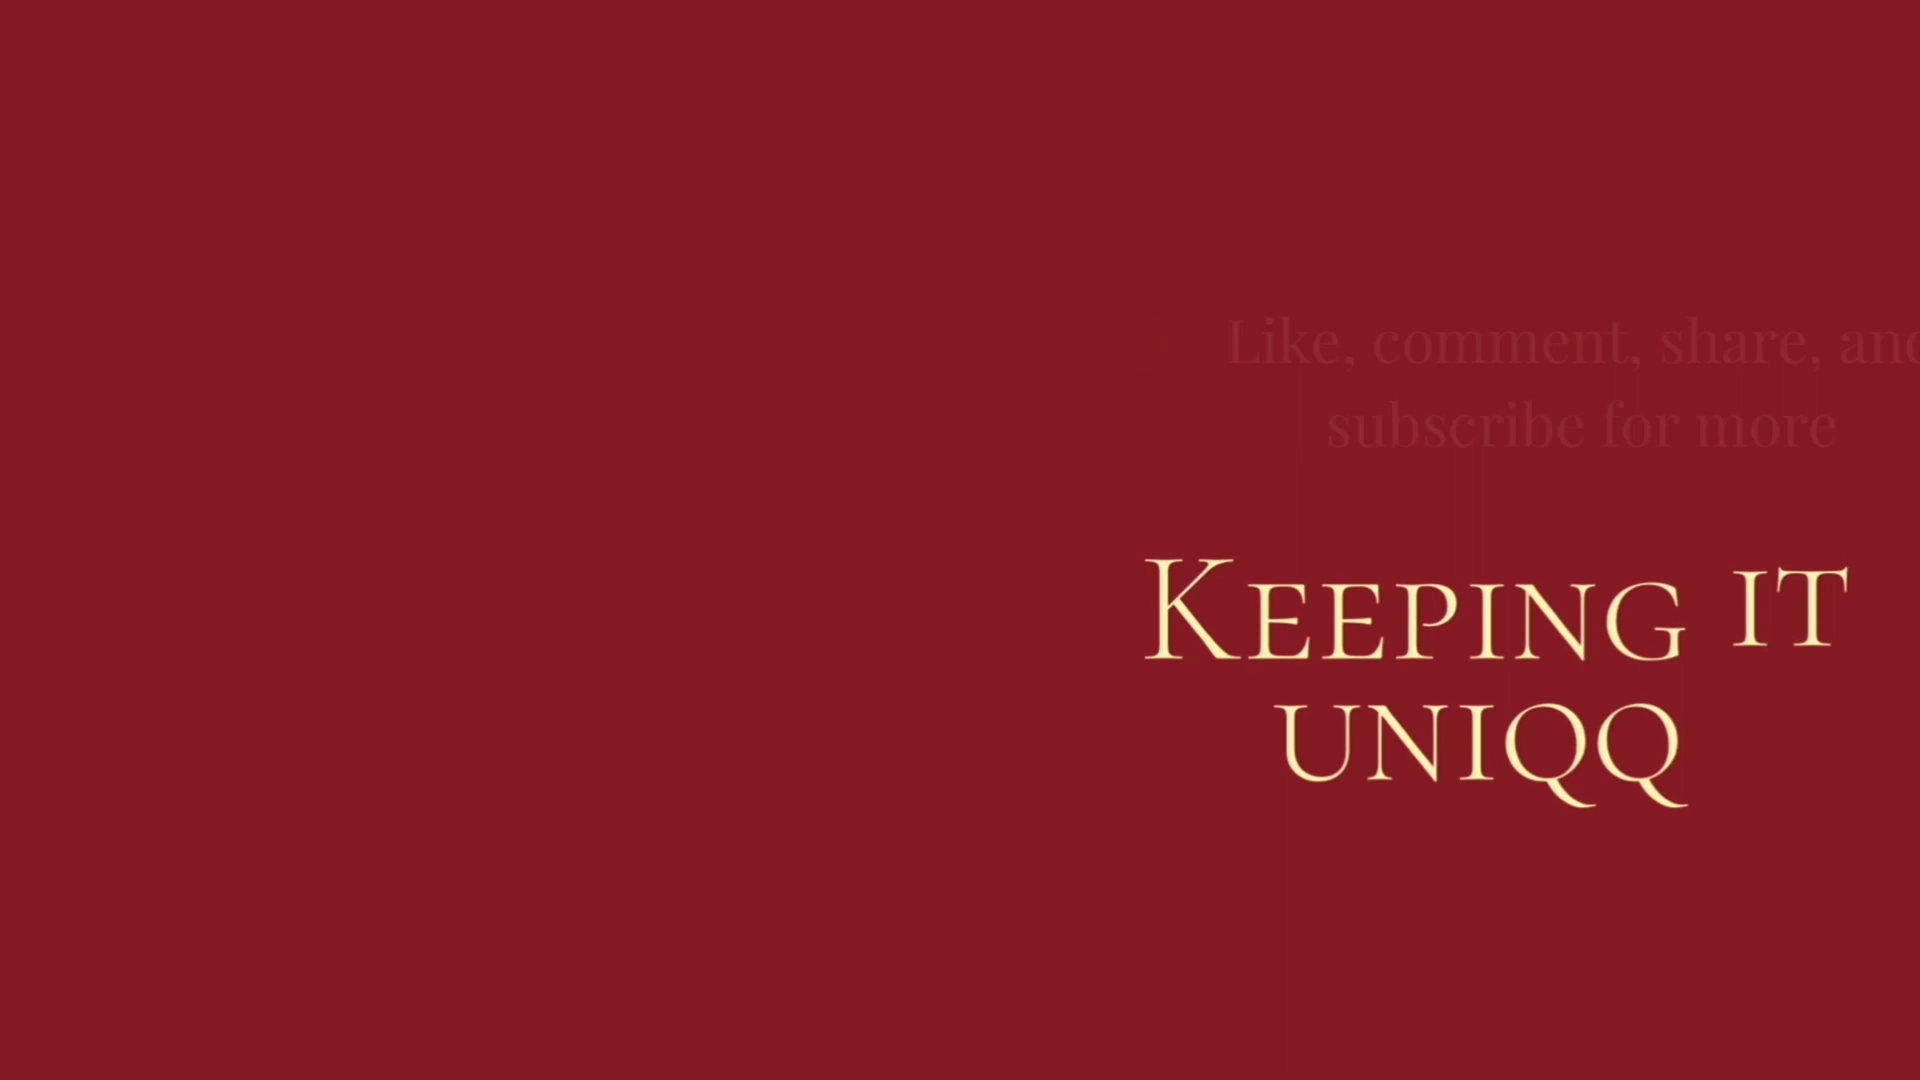 Like, comment, share, and
subscribe for more
Keeping it
uniqq